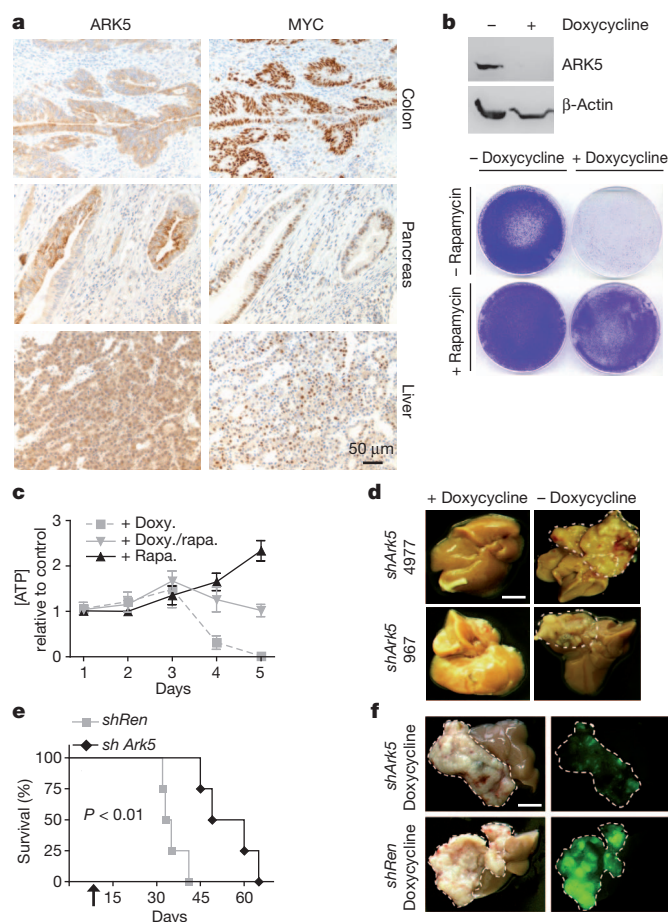 a
ARK5 MYC
Colon
Pancreas
Liver
50 μm
b
– + Doxycycline
ARK5
β-Actin
– Doxycycline + Doxycycline
– Rapamycin
+ Rapamycin
c
+ Doxy.
+ Doxy./rapa.
+ Rapa.
[ATP]
relative to control
3
2
1
0
1 2 3 4 5
Days
d
+ Doxycycline – Doxycycline
shArk5
4977
shArk5
967
e
shRen
sh Ark5
Survival (%)
100
75
50
25
0
P < 0.01
15 30 45 60
Days
f
shArk5
Doxycycline
shRen
Doxycycline